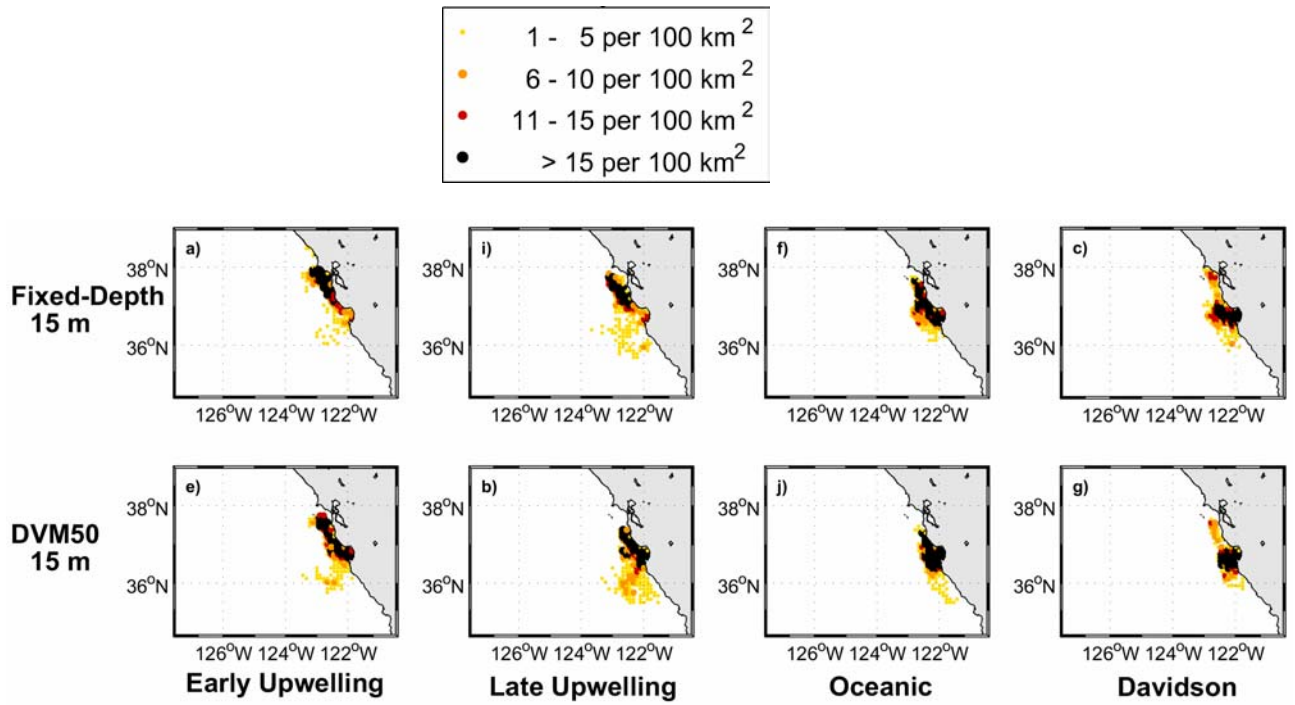 1 - 5 per 100 km²
6 - 10 per 100 km²
11 - 15 per 100 km²
> 15 per 100 km²
a) i) f) c)
38°N 38°N 38°N 38°N
Fixed-Depth
15 m
36°N 36°N 36°N 36°N
126°W 124°W 122°W 126°W 124°W 122°W 126°W 124°W 122°W 126°W 124°W 122°W
e) b) j) g)
38°N 38°N 38°N 38°N
DVM50
15 m
36°N 36°N 36°N 36°N
126°W 124°W 122°W 126°W 124°W 122°W 126°W 124°W 122°W 126°W 124°W 122°W
Early Upwelling Late Upwelling Oceanic Davidson